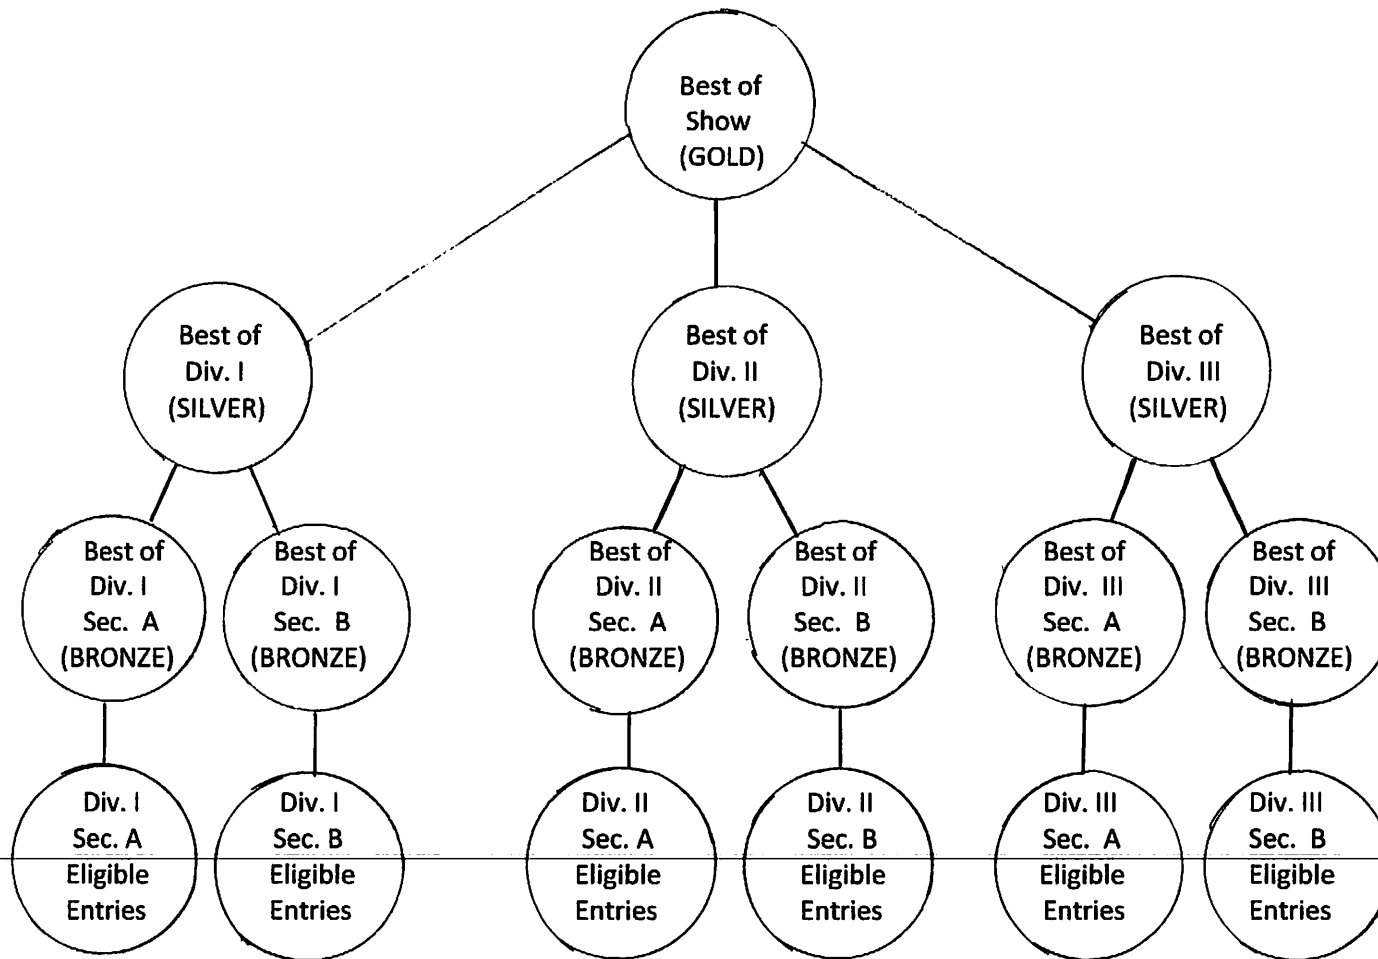 Best of
Show
(GOLD)
Best of
Div. I
(SILVER)
Best of
Div. II
(SILVER)
Best of
Div. III
(SILVER)
Best of
Div. I
Sec. A
(BRONZE)
Best of
Div. I
Sec. B
(BRONZE)
Best of
Div. II
Sec. A
(BRONZE)
Best of
Div. II
Sec. B
(BRONZE)
Best of
Div. III
Sec. A
(BRONZE)
Best of
Div. III
Sec. B
(BRONZE)
Div. I
Sec. A
Eligible
Entries
Div. I
Sec. B
Eligible
Entries
Div. II
Sec. A
Eligible
Entries
Div. II
Sec. B
Eligible
Entries
Div. III
Sec. A
Eligible
Entries
Div. III
Sec. B
Eligible
Entries